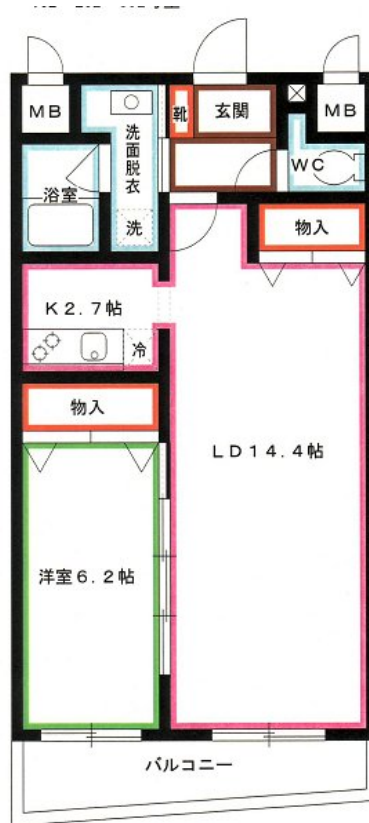 MB
洗面脱衣
靴
玄関
MB
WC
浴室
洗
物入
K2.7帖
冷
物入
LD14.4帖
洋室6.2帖
バルコニー